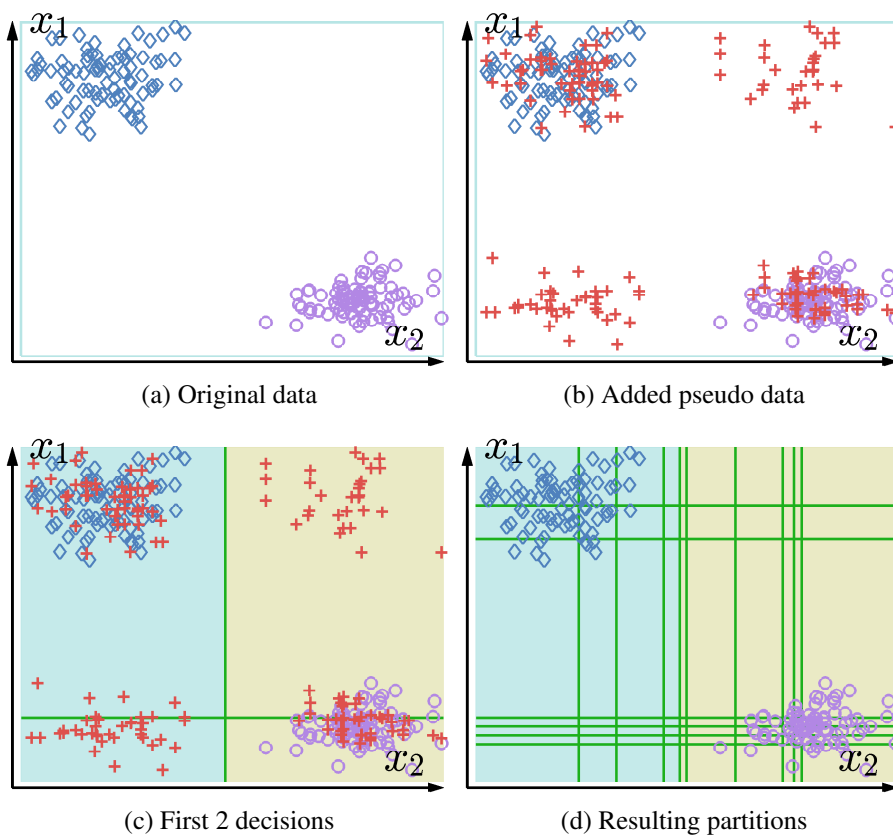 x1
x1
x2
x2
(a) Original data
(b) Added pseudo data
x1
x1
x2
x2
(c) First 2 decisions
(d) Resulting partitions